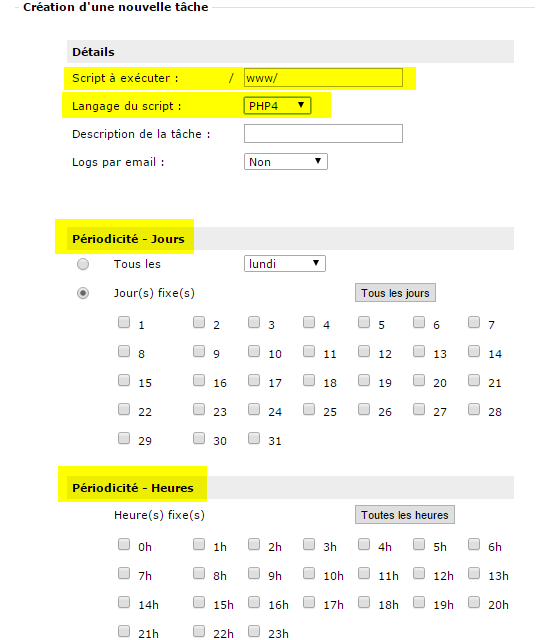 Création d'une nouvelle tâche
Détails
Script à exécuter : / www/
Langage du script : PHP4
Description de la tâche :
Logs par email : Non
Périodicité - Jours
Tous les lundi
Jour(s) fixe(s) Tous les jours
1 2 3 4 5 6 7
8 9 10 11 12 13 14
15 16 17 18 19 20 21
22 23 24 25 26 27 28
29 30 31
Périodicité - Heures
Heure(s) fixe(s) Toutes les heures
0h 1h 2h 3h 4h 5h 6h
7h 8h 9h 10h 11h 12h 13h
14h 15h 16h 17h 18h 19h 20h
21h 22h 23h